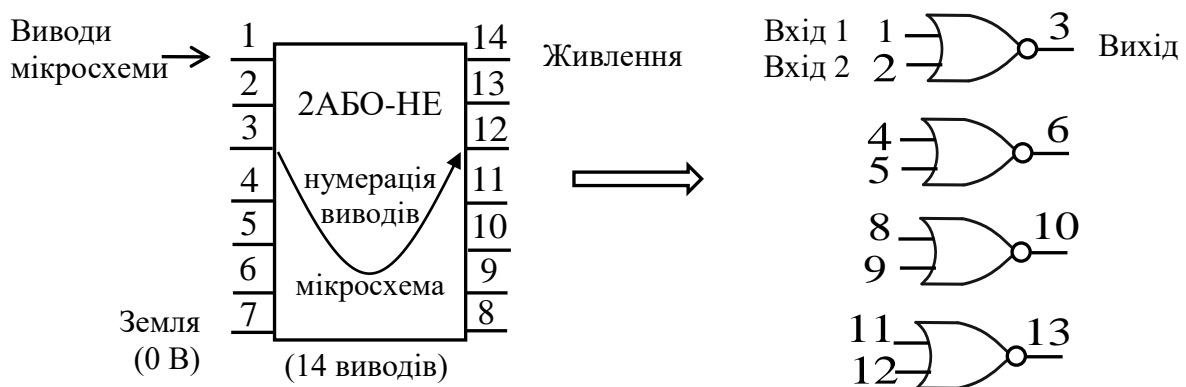 Виводи
мікросхеми
1
2
3
4
5
6
7
Земля
(0 В)
2АБО-НЕ
нумерація
виводів
мікросхема
(14 виводів)
14
13
12
11
10
9
8
Живлення
Вхід 1
Вхід 2
1
2
3
Вихід
4
5
6
8
9
10
11
12
13